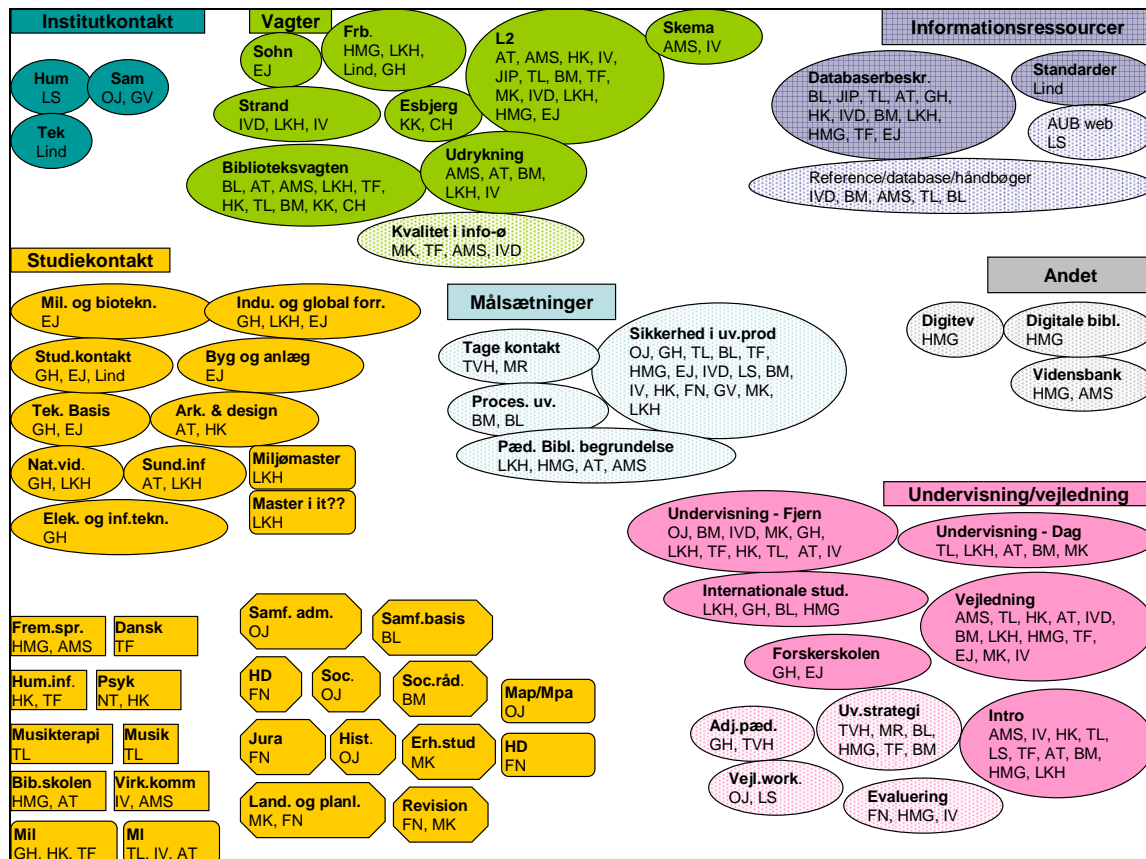 Institutkontakt
Hum
LS
Sam
OJ, GV
Tek
Lind
Vagter
Sohn
EJ
Frb.
HMG, LKH,
Lind, GH
L2
AT, AMS, HK, IV,
JIP, TL, BM, TF,
MK, IVD, LKH,
HMG, EJ
Skema
AMS, IV
Strand
IVD, LKH, IV
Esbjerg
KK, CH
Biblioteksvagten
BL, AT, AMS, LKH, TF,
HK, TL, BM, KK, CH
Udrykning
AMS, AT, BM,
LKH, IV
Kvalitet i info-ø
MK, TF, AMS, IVD
Informationsressourcer
Databaserbeskr.
BL, JIP, TL, AT, GH,
HK, IVD, BM, LKH,
HMG, TF, EJ
Standarder
Lind
AUB web
LS
Reference/database/håndbøger
IVD, BM, AMS, TL, BL
Studiekontakt
Mil. og biotekn.
EJ
Indu. og global forr.
GH, LKH, EJ
Stud.kontakt
GH, EJ, Lind
Byg og anlæg
EJ
Tek. Basis
GH, EJ
Ark. & design
AT, HK
Nat.vid.
GH, LKH
Sund.inf
AT, LKH
Miljømaster
LKH
Master i it??
LKH
Elek. og inf.tekn.
GH
Målsætninger
Tage kontakt
TVH, MR
Sikkerhed i uv.prod
OJ, GH, TL, BL, TF,
HMG, EJ, IVD, LS, BM,
IV, HK, FN, GV, MK,
LKH
Proces. uv.
BM, BL
Pæd. Bibl. begrundelse
LKH, HMG, AT, AMS
Andet
Digitev
HMG
Digitale bibl.
HMG
Vidensbank
HMG, AMS
Undervisning/vejledning
Undervisning - Fjern
OJ, BM, IVD, MK, GH,
LKH, TF, HK, TL, AT, IV
Undervisning - Dag
TL, LKH, AT, BM, MK
Internationale stud.
LKH, GH, BL, HMG
Vejledning
AMS, TL, HK, AT, IVD,
BM, LKH, HMG, TF,
EJ, MK, IV
Forskerskolen
GH, EJ
Adj.pæd.
GH, TVH
Uv.strategi
TVH, MR, BL,
HMG, TF, BM
Intro
AMS, IV, HK, TL,
LS, TF, AT, BM,
HMG, LKH
Vejl.work.
OJ, LS
Evaluering
FN, HMG, IV
Frem.spr.
HMG, AMS
Dansk
TF
Hum.inf.
HK, TF
Psyk
NT, HK
Musikterapi
TL
Musik
TL
Bib.skolen
HMG, AT
Virk.komm
IV, AMS
Mil
GH, HK, TF
MI
TL, IV, AT
Samf. adm.
OJ
Samf.basis
BL
HD
FN
Soc.
OJ
Soc.råd.
BM
Map/Mpa
OJ
Jura
FN
Hist.
OJ
Erh.stud
MK
HD
FN
Land. og planl.
MK, FN
Revision
FN, MK